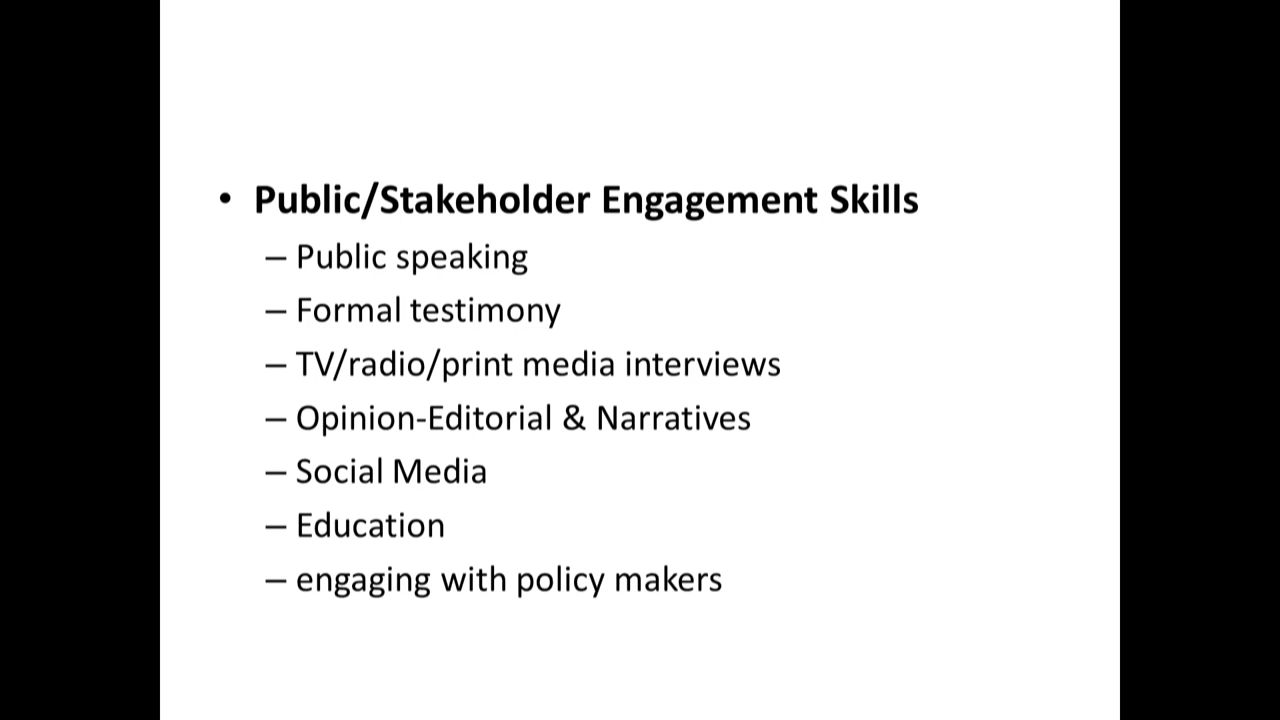 • Public/Stakeholder Engagement Skills
– Public speaking
– Formal testimony
– TV/radio/print media interviews
– Opinion-Editorial & Narratives
– Social Media
– Education
– engaging with policy makers